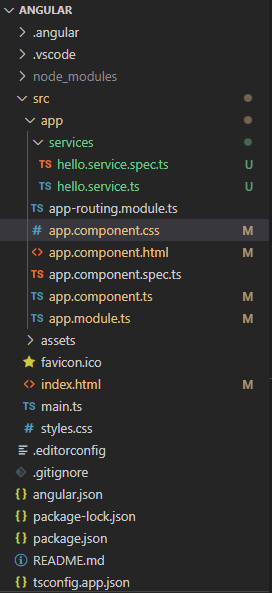 ANGULAR
.angular
.vscode
node_modules
src
app
services
TS hello.service.spec.ts U
TS hello.service.ts U
TS app-routing.module.ts
# app.component.css M
<> app.component.html M
TS app.component.spec.ts
TS app.component.ts M
TS app.module.ts M
assets
favicon.ico
<> index.html M
TS main.ts
# styles.css
.editorconfig
.gitignore
{} angular.json
{} package-lock.json
{} package.json
README.md
{} tsconfig.app.json